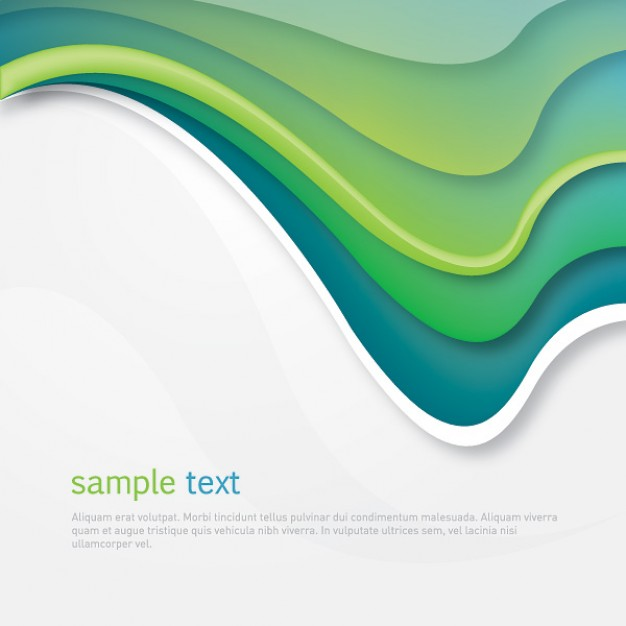 sample text
Aliquam erat volutpat. Morbi tincidunt tellus pulvinar dui condimentum malesuada. Aliquam viverra
quam et augue tincidunt quis vehicula nibh viverra. In vulputate ultrices sem, vel lacinia nisi
ullamcorper vel.